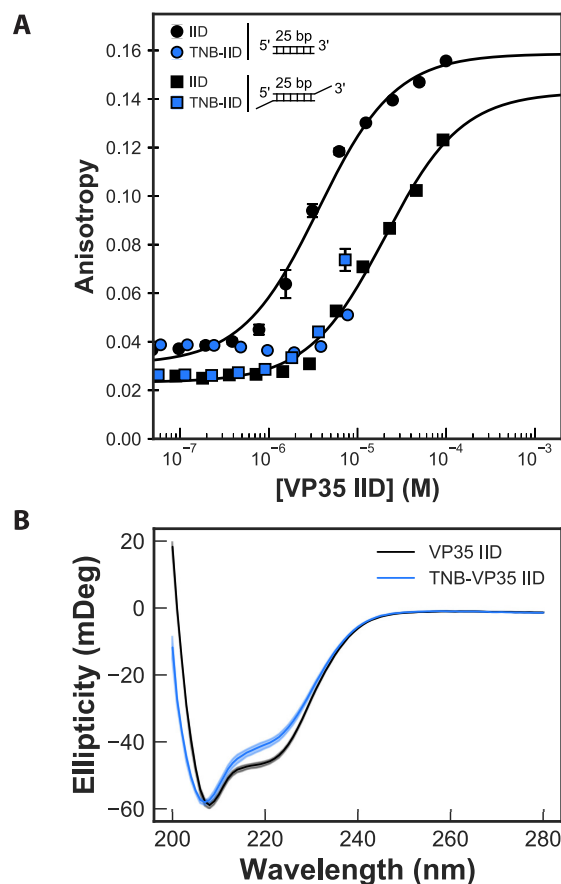 A
IID
TNB-IID
5' 25 bp 3'
IID
TNB-IID
5' 25 bp 3'
0.16
0.14
0.12
0.10
0.08
0.06
0.04
0.02
0.00
Anisotropy
10⁻⁷ 10⁻⁶ 10⁻⁵ 10⁻⁴ 10⁻³
[VP35 IID] (M)
B
VP35 IID
TNB-VP35 IID
20
0
−20
−40
−60
Ellipticity (mDeg)
200 220 240 260 280
Wavelength (nm)